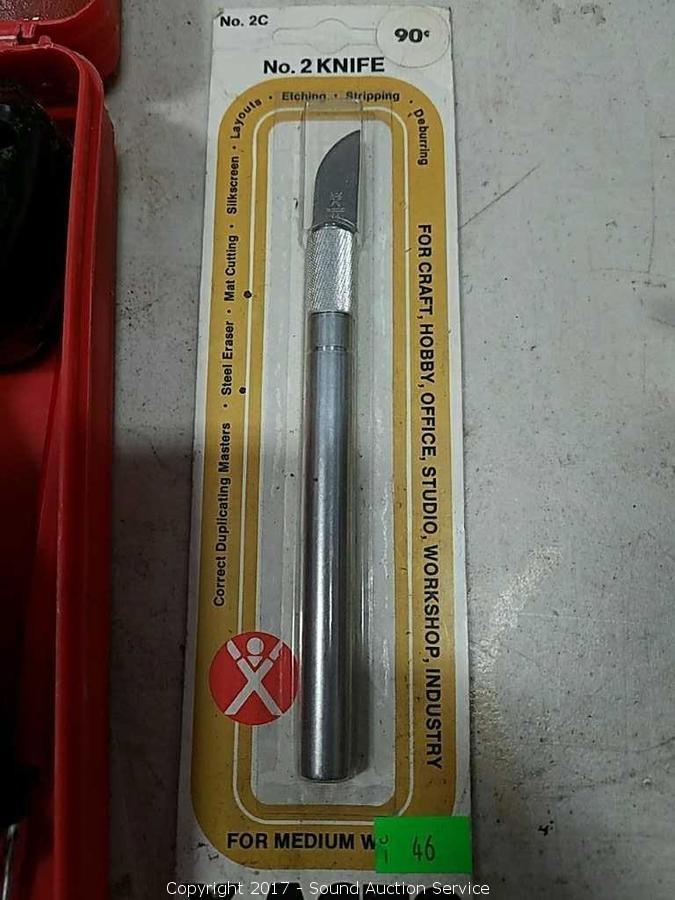 No. 2C
90¢
No. 2 KNIFE
Correct Duplicating Masters • Steel Eraser • Mat Cutting • Silkscreen • Layouts • Etching • Stripping • Deburring
FOR CRAFT, HOBBY, OFFICE, STUDIO, WORKSHOP, INDUSTRY
X
FOR MEDIUM
46
Copyright 2017 - Sound Auction Service